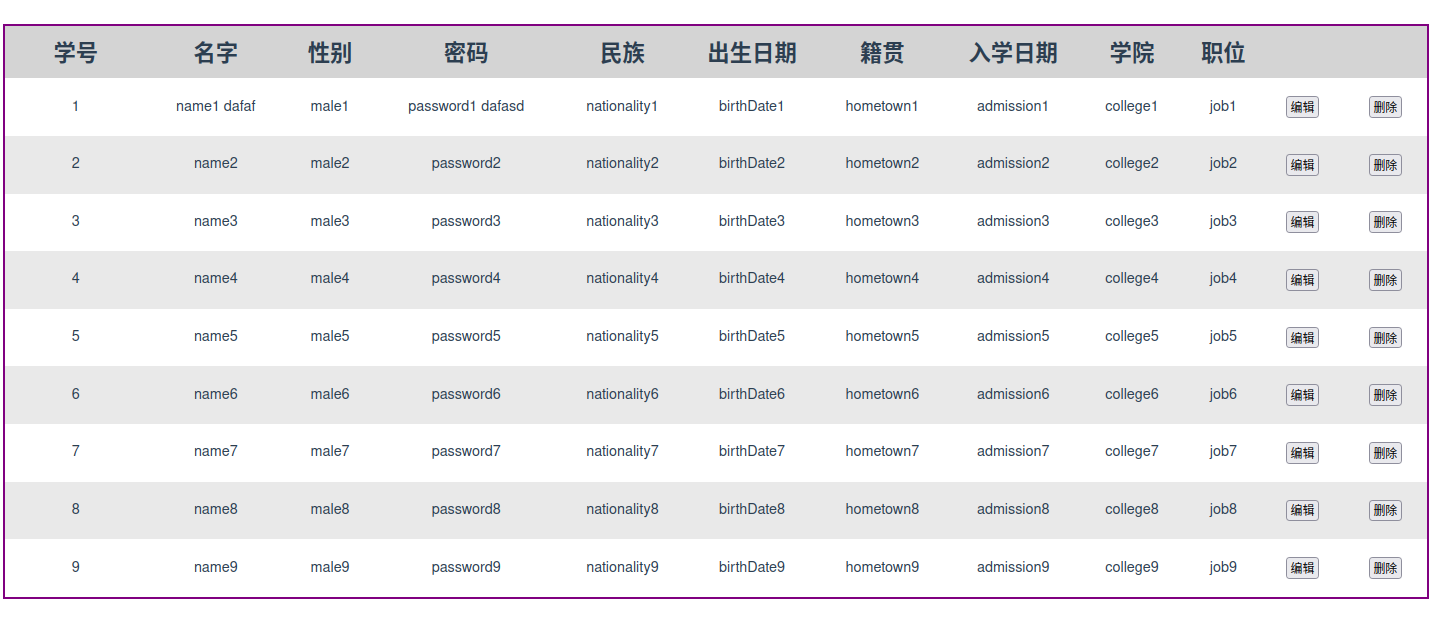 学号 名字 性别 密码 民族 出生日期 籍贯 入学日期 学院 职位
1 name1 dafaf male1 password1 dafasd nationality1 birthDate1 hometown1 admission1 college1 job1 编辑 删除
2 name2 male2 password2 nationality2 birthDate2 hometown2 admission2 college2 job2 编辑 删除
3 name3 male3 password3 nationality3 birthDate3 hometown3 admission3 college3 job3 编辑 删除
4 name4 male4 password4 nationality4 birthDate4 hometown4 admission4 college4 job4 编辑 删除
5 name5 male5 password5 nationality5 birthDate5 hometown5 admission5 college5 job5 编辑 删除
6 name6 male6 password6 nationality6 birthDate6 hometown6 admission6 college6 job6 编辑 删除
7 name7 male7 password7 nationality7 birthDate7 hometown7 admission7 college7 job7 编辑 删除
8 name8 male8 password8 nationality8 birthDate8 hometown8 admission8 college8 job8 编辑 删除
9 name9 male9 password9 nationality9 birthDate9 hometown9 admission9 college9 job9 编辑 删除